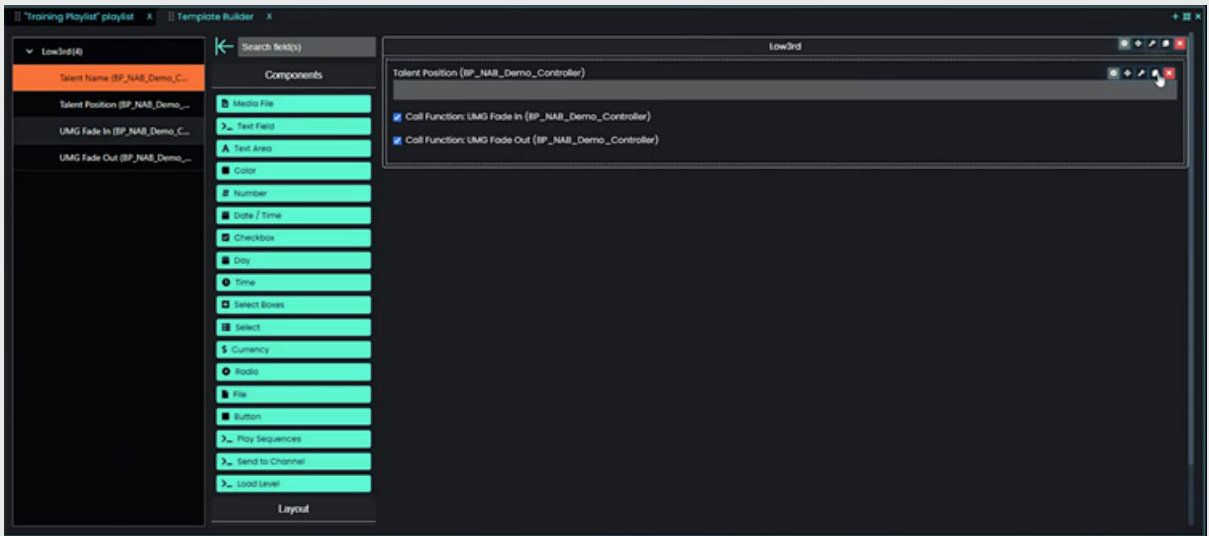 "Training Playlist" playlist X Template Builder X
Low3rd(4)
Talent Name (BP_NAB_Demo_C...
Talent Position (BP_NAB_Demo_...
UMG Fade In (BP_NAB_Demo_C...
UMG Fade Out (BP_NAB_Demo_...
Search field(s)
Components
Media File
Text Field
A Text Area
Color
# Number
Date / Time
Checkbox
Day
Time
Select Boxes
Select
$ Currency
Radio
File
Button
>_ Play Sequences
>_ Send to Channel
>_ Load Level
Layout
Low3rd
Talent Position (BP_NAB_Demo_Controller)
Call Function: UMG Fade In (BP_NAB_Demo_Controller)
Call Function: UMG Fade Out (BP_NAB_Demo_Controller)